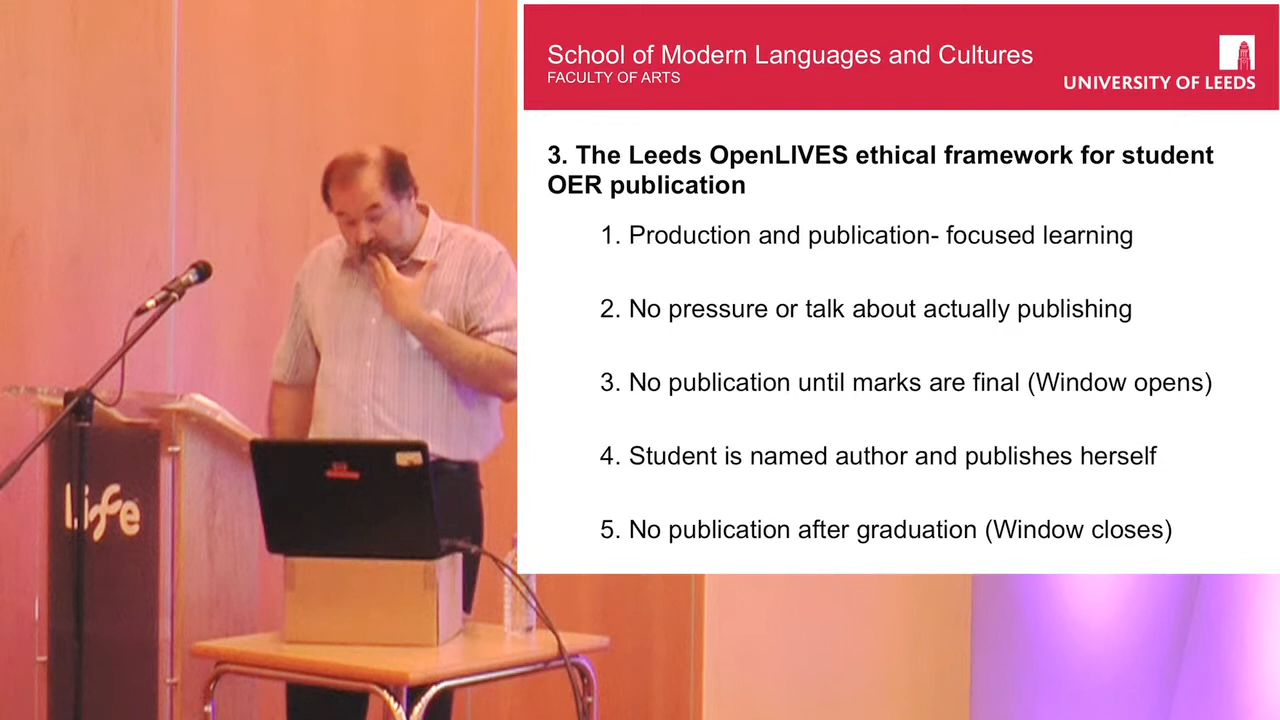 School of Modern Languages and Cultures
FACULTY OF ARTS
UNIVERSITY OF LEEDS
3. The Leeds OpenLIVES ethical framework for student
OER publication
1. Production and publication- focused learning
2. No pressure or talk about actually publishing
3. No publication until marks are final (Window opens)
4. Student is named author and publishes herself
5. No publication after graduation (Window closes)
Life